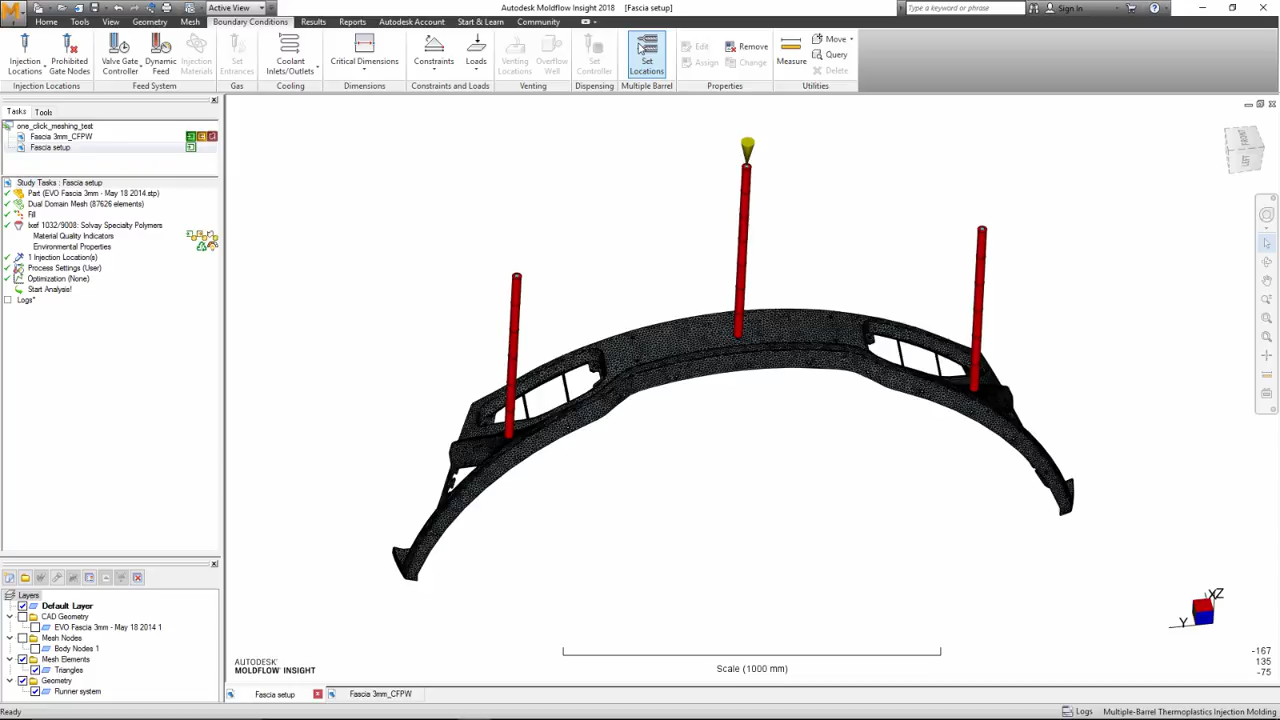 Active View
Autodesk Moldflow Insight 2018 [Fascia setup]
Type a keyword or phrase
Sign In
Home Tools View Geometry Mesh Boundary Conditions Results Reports Autodesk Account Start & Learn Community
Injection Locations
Prohibited Gate Nodes
Valve Gate Controller
Dynamic Feed
Injection Materials
Set Entrances
Coolant Inlets/Outlets
Critical Dimensions
Constraints
Loads
Venting Locations
Overflow Well
Set Controller
Set Locations
Edit
Remove
Assign
Change
Measure
Move
Query
Delete
Injection Locations Feed System Gas Cooling Dimensions Constraints and Loads Venting Dispensing Multiple Barrel Properties Utilities
Tasks Tools
one_click_meshing_test
Fascia 3mm_CFPW
Fascia setup
Study Tasks : Fascia setup
Part (EVO Fascia 3mm - May 18 2014.stp)
Dual Domain Mesh (87626 elements)
Fill
Ixef 1032/9008: Solvay Specialty Polymers
Material Quality Indicators
Environmental Properties
1 Injection Location(s)
Process Settings (User)
Optimization (None)
Start Analysis!
Logs*
Layers
Default Layer
CAD Geometry
EVO Fascia 3mm - May 18 2014 1
Mesh Nodes
Body Nodes 1
Mesh Elements
Triangles
Geometry
Runner system
FRONT
LEFT
AUTODESK
MOLDFLOW INSIGHT
Scale (1000 mm)
Y
XZ
-167
135
-75
Fascia setup
Fascia 3mm_CFPW
Ready
Logs
Multiple-Barrel Thermoplastics Injection Molding